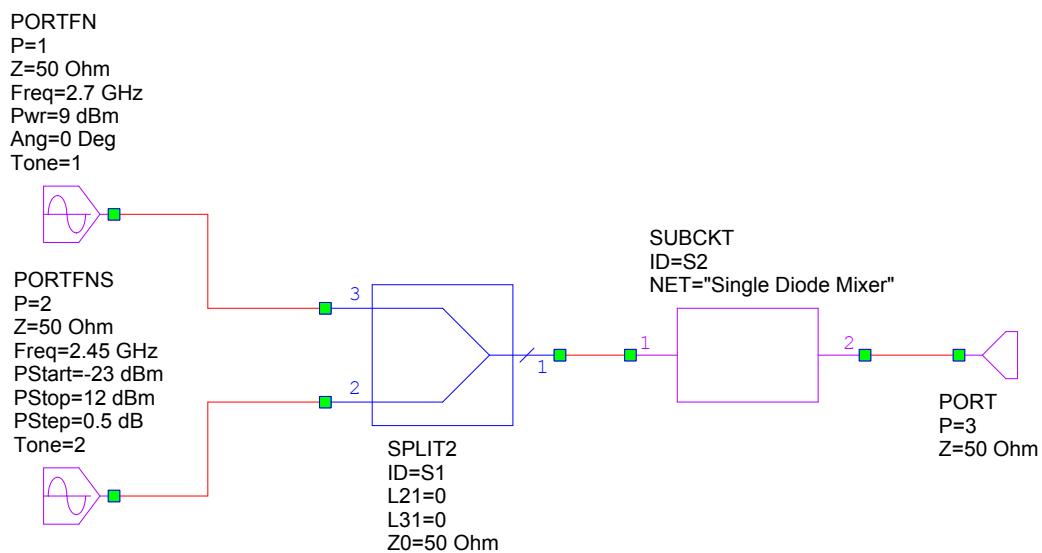 PORTFN
P=1
Z=50 Ohm
Freq=2.7 GHz
Pwr=9 dBm
Ang=0 Deg
Tone=1
PORTFNS
P=2
Z=50 Ohm
Freq=2.45 GHz
PStart=-23 dBm
PStop=12 dBm
PStep=0.5 dB
Tone=2
3
2
1
SPLIT2
ID=S1
L21=0
L31=0
Z0=50 Ohm
SUBCKT
ID=S2
NET="Single Diode Mixer"
1
2
PORT
P=3
Z=50 Ohm